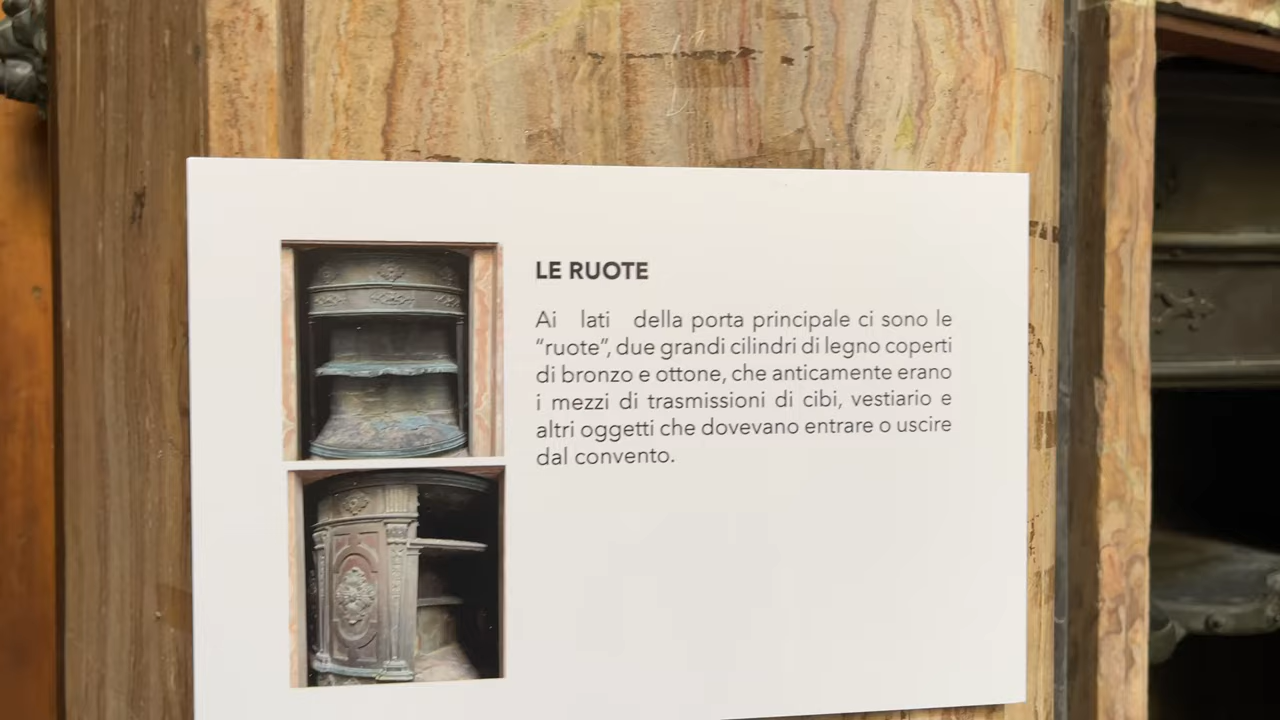 LE RUOTE
Ai lati della porta principale ci sono le
“ruote”, due grandi cilindri di legno coperti
di bronzo e ottone, che anticamente erano
i mezzi di trasmissioni di cibi, vestiario e
altri oggetti che dovevano entrare o uscire
dal convento.